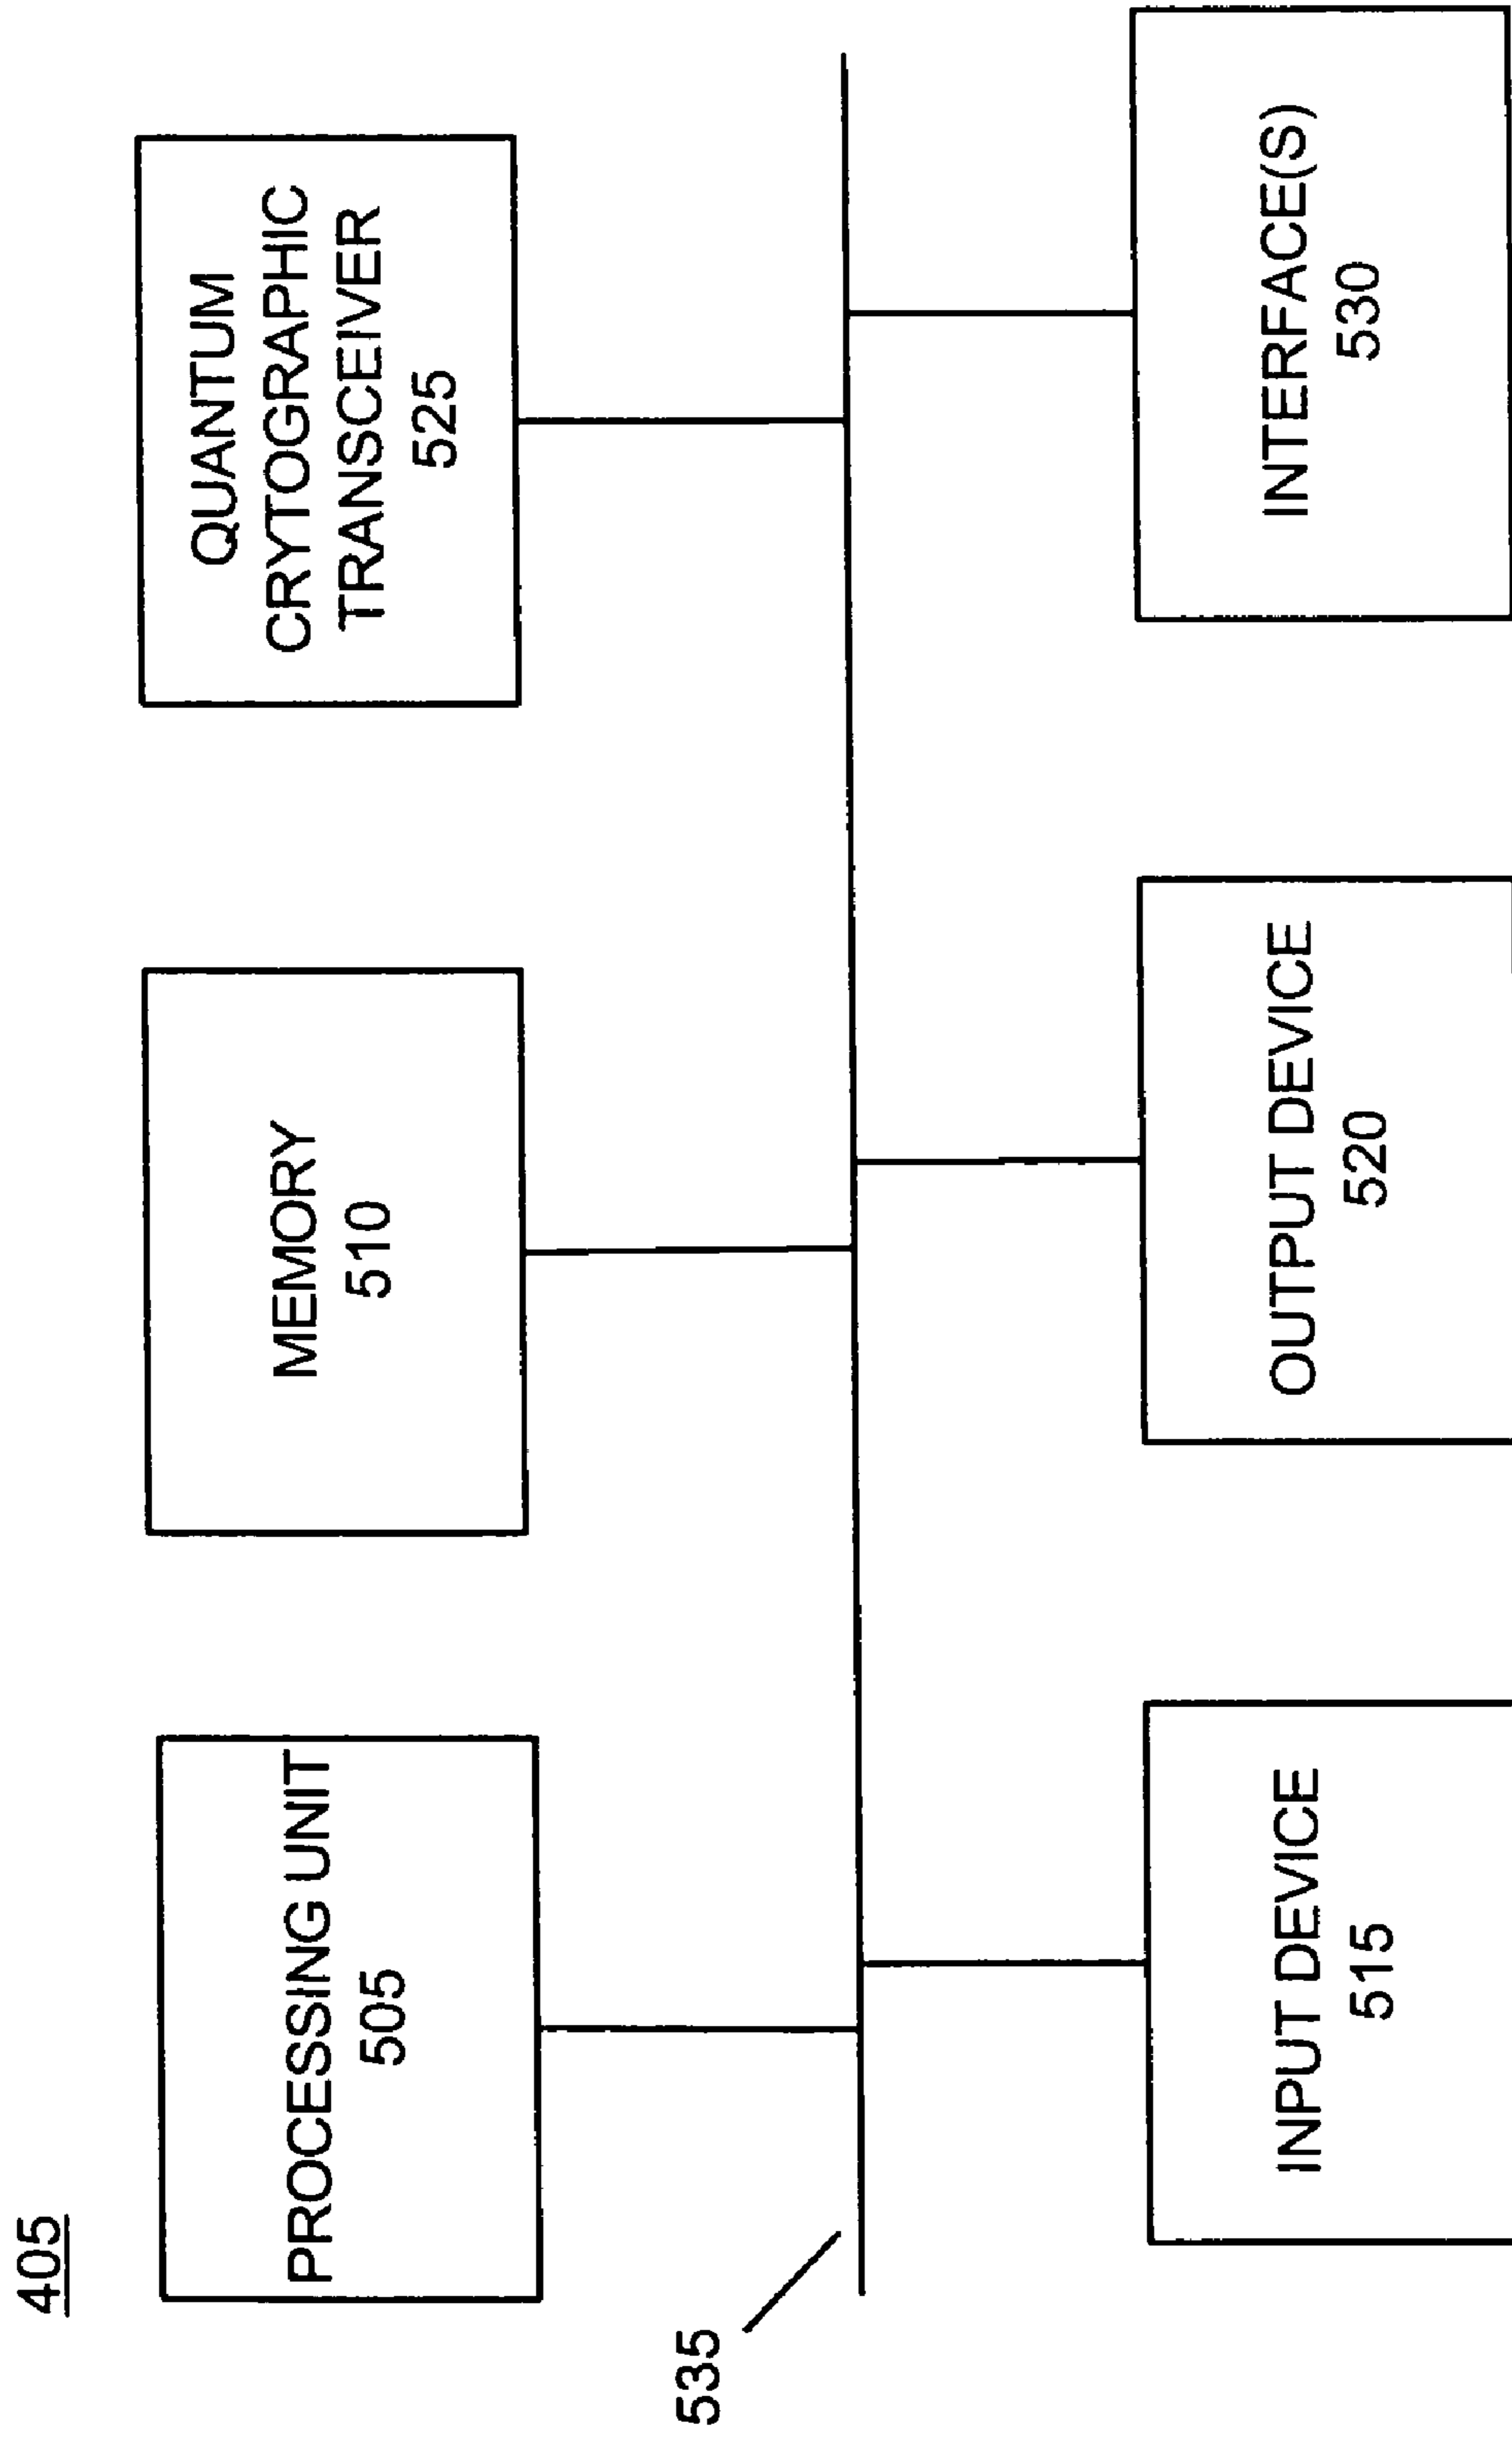 405
PROCESSING UNIT
505
MEMORY
510
QUANTUM
CRYTOGRAPHIC
TRANSCEIVER
525
535
INPUT DEVICE
515
OUTPUT DEVICE
520
INTERFACE(S)
530